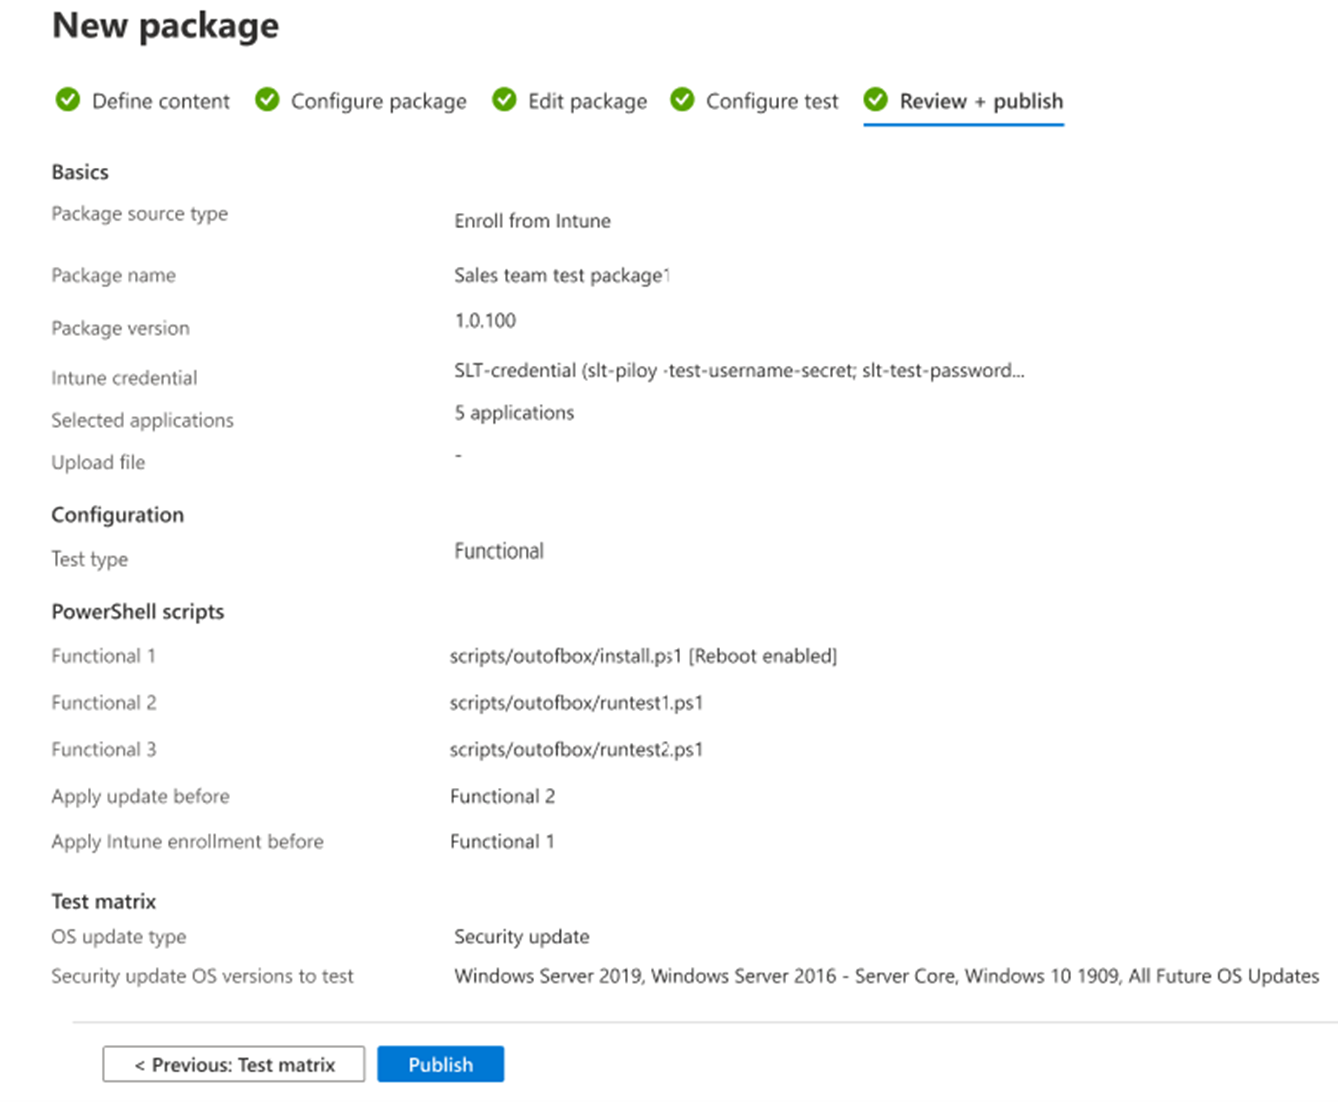 New package
Define content Configure package Edit package Configure test Review + publish
Basics
Package source type Enroll from Intune
Package name Sales team test package1
Package version 1.0.100
Intune credential SLT-credential (slt-piloy -test-username-secret; slt-test-password...
Selected applications 5 applications
Upload file -
Configuration
Test type Functional
PowerShell scripts
Functional 1 scripts/outofbox/install.ps1 [Reboot enabled]
Functional 2 scripts/outofbox/runtest1.ps1
Functional 3 scripts/outofbox/runtest2.ps1
Apply update before Functional 2
Apply Intune enrollment before Functional 1
Test matrix
OS update type Security update
Security update OS versions to test Windows Server 2019, Windows Server 2016 - Server Core, Windows 10 1909, All Future OS Updates
< Previous: Test matrix Publish